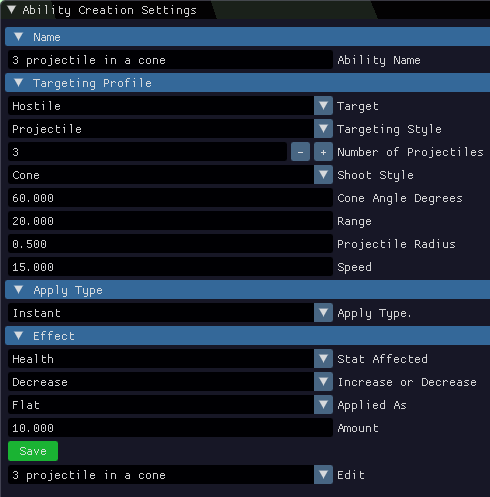 Ability Creation Settings
Name
3 projectile in a cone Ability Name
Targeting Profile
Hostile Target
Projectile Targeting Style
3 - + Number of Projectiles
Cone Shoot Style
60.000 Cone Angle Degrees
20.000 Range
0.500 Projectile Radius
15.000 Speed
Apply Type
Instant Apply Type.
Effect
Health Stat Affected
Decrease Increase or Decrease
Flat Applied As
10.000 Amount
Save
3 projectile in a cone Edit